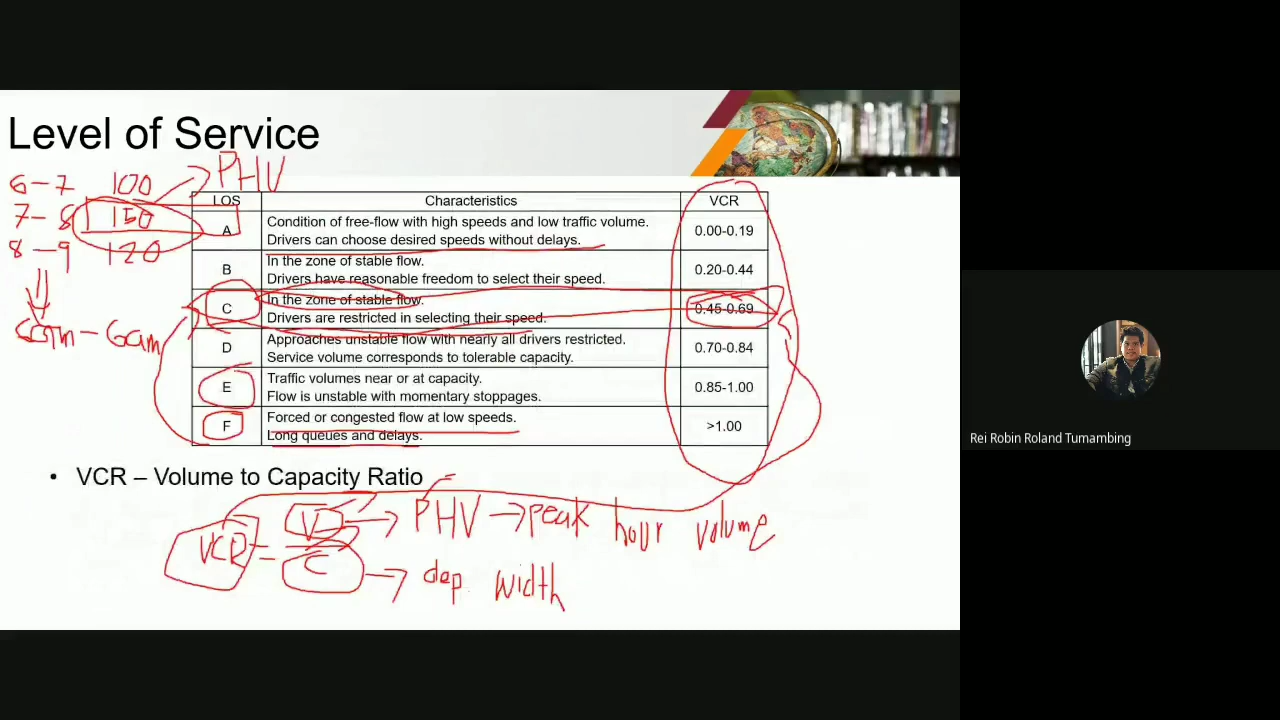 Level of Service
PHV
6-7 100
7-8 150
8-9 120
6am-6am
LOS Characteristics VCR
A Condition of free-flow with high speeds and low traffic volume. 0.00-0.19
Drivers can choose desired speeds without delays.
B In the zone of stable flow. 0.20-0.44
Drivers have reasonable freedom to select their speed.
C In the zone of stable flow. 0.45-0.69
Drivers are restricted in selecting their speed.
D Approaches unstable flow with nearly all drivers restricted. 0.70-0.84
Service volume corresponds to tolerable capacity.
E Traffic volumes near or at capacity. 0.85-1.00
Flow is unstable with momentary stoppages.
F Forced or congested flow at low speeds. >1.00
Long queues and delays.
Rei Robin Roland Tumambing
• VCR – Volume to Capacity Ratio
V → PHV → peak hour volume
VCR =
C → dep. width